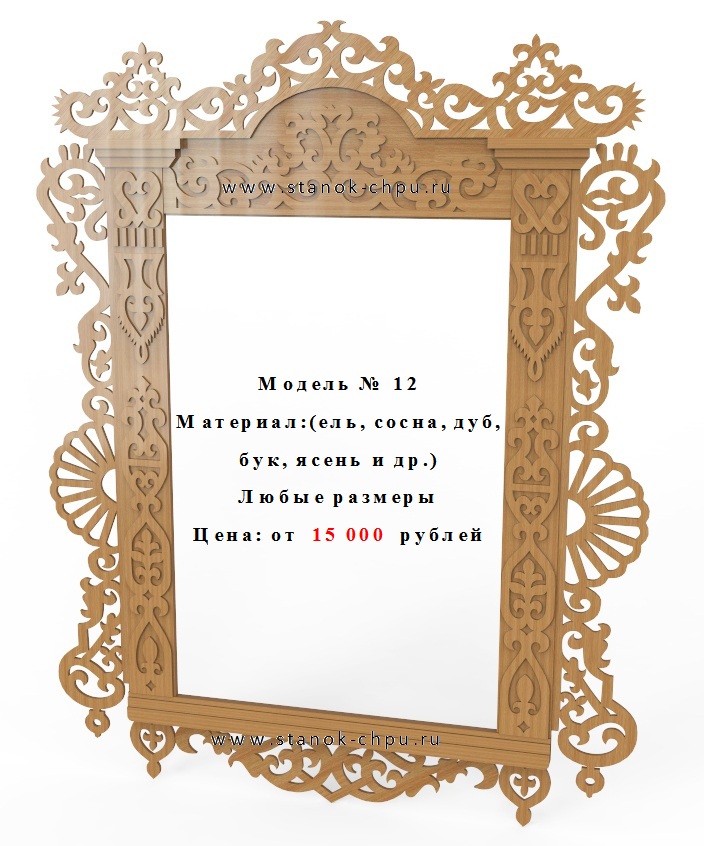 www.stanok-chpu.ru
Модель № 12
Материал:(ель, сосна, дуб,
бук, ясень и др.)
Любые размеры
Цена: от 15 000 рублей
www.stanok-chpu.ru